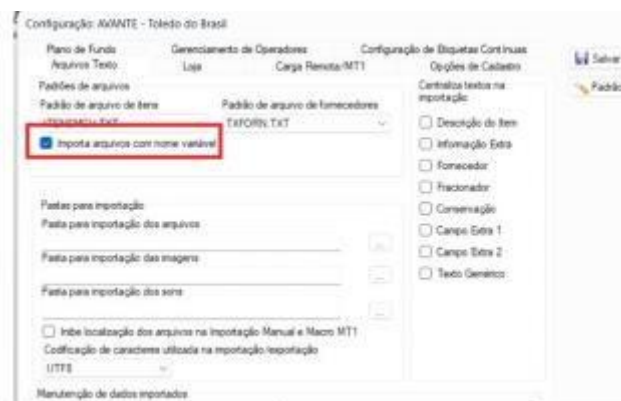 Configuração: AVANTE - Toledo do Brasil
Plano de Fundo
Gerenciamento de Operadores
Configuração de Etiquetas Contínuas
Arquivos Texto
Loja
Carga Remota/MT1
Opções de Cadastro
Salvar
Padrão
Padrões de arquivos
Padrão de arquivo de itens
Padrão de arquivo de fornecedores
TXFORN.TXT
Importa arquivos com nome variável
Centraliza textos na
importação
Descrição do Item
Informação Extra
Fornecedor
Fracionador
Conservação
Campo Extra 1
Campo Extra 2
Texto Genérico
Pastas para importação
Pasta para importação dos arquivos
...
Pasta para importação das imagens
...
Pasta para importação dos sons
...
Inibe localização dos arquivos na Importação Manual e Macro MT1
Codificação de caracteres utilizada na importação/exportação
UTF8
Manutenção de dados importados